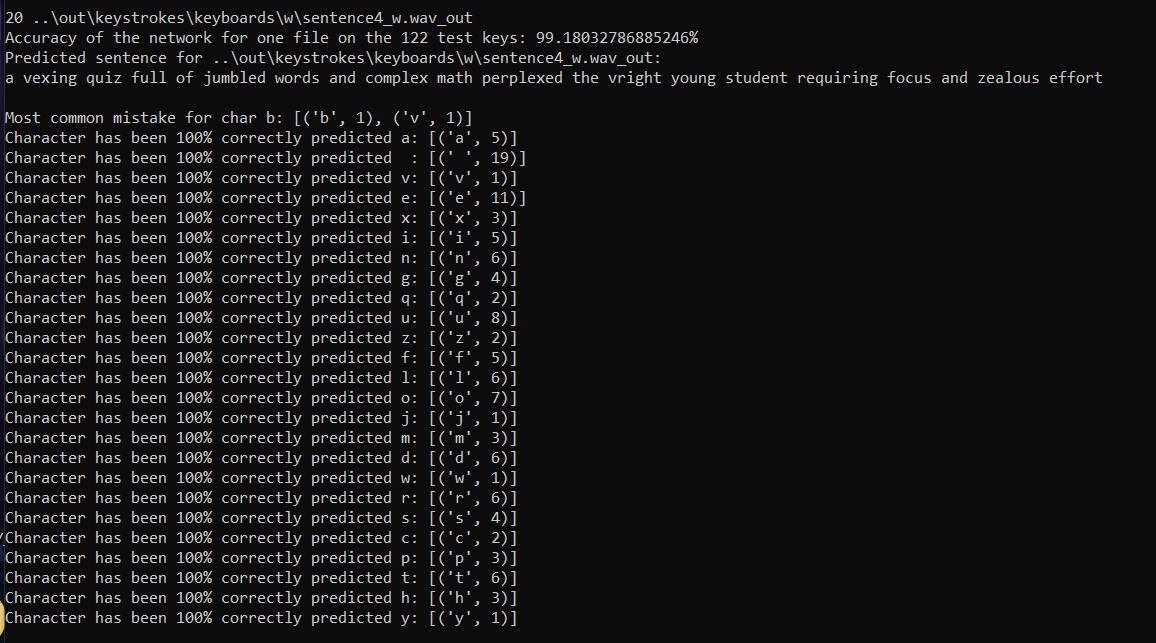 20 ..\out\keystrokes\keyboards\w\sentence4_w.wav_out
Accuracy of the network for one file on the 122 test keys: 99.18032786885246%
Predicted sentence for ..\out\keystrokes\keyboards\w\sentence4_w.wav_out:
a vexing quiz full of jumbled words and complex math perplexed the vright young student requiring focus and zealous effort

Most common mistake for char b: [('b', 1), ('v', 1)]
Character has been 100% correctly predicted a: [('a', 5)]
Character has been 100% correctly predicted  : [(' ', 19)]
Character has been 100% correctly predicted v: [('v', 1)]
Character has been 100% correctly predicted e: [('e', 11)]
Character has been 100% correctly predicted x: [('x', 3)]
Character has been 100% correctly predicted i: [('i', 5)]
Character has been 100% correctly predicted n: [('n', 6)]
Character has been 100% correctly predicted g: [('g', 4)]
Character has been 100% correctly predicted q: [('q', 2)]
Character has been 100% correctly predicted u: [('u', 8)]
Character has been 100% correctly predicted z: [('z', 2)]
Character has been 100% correctly predicted f: [('f', 5)]
Character has been 100% correctly predicted l: [('l', 6)]
Character has been 100% correctly predicted o: [('o', 7)]
Character has been 100% correctly predicted j: [('j', 1)]
Character has been 100% correctly predicted m: [('m', 3)]
Character has been 100% correctly predicted d: [('d', 6)]
Character has been 100% correctly predicted w: [('w', 1)]
Character has been 100% correctly predicted r: [('r', 6)]
Character has been 100% correctly predicted s: [('s', 4)]
Character has been 100% correctly predicted c: [('c', 2)]
Character has been 100% correctly predicted p: [('p', 3)]
Character has been 100% correctly predicted t: [('t', 6)]
Character has been 100% correctly predicted h: [('h', 3)]
Character has been 100% correctly predicted y: [('y', 1)]